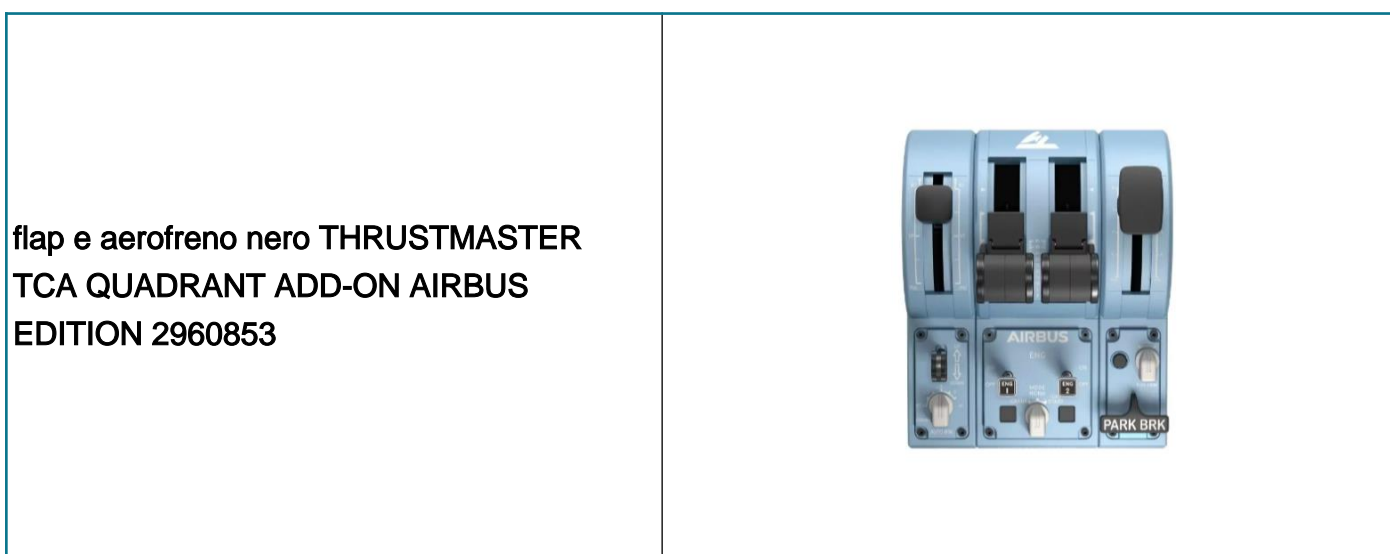 flap e aerofreno nero THRUSTMASTER
TCA QUADRANT ADD-ON AIRBUS
EDITION 2960853
AIRBUS
ENG
ENG
1
ENG
2
PARK BRK